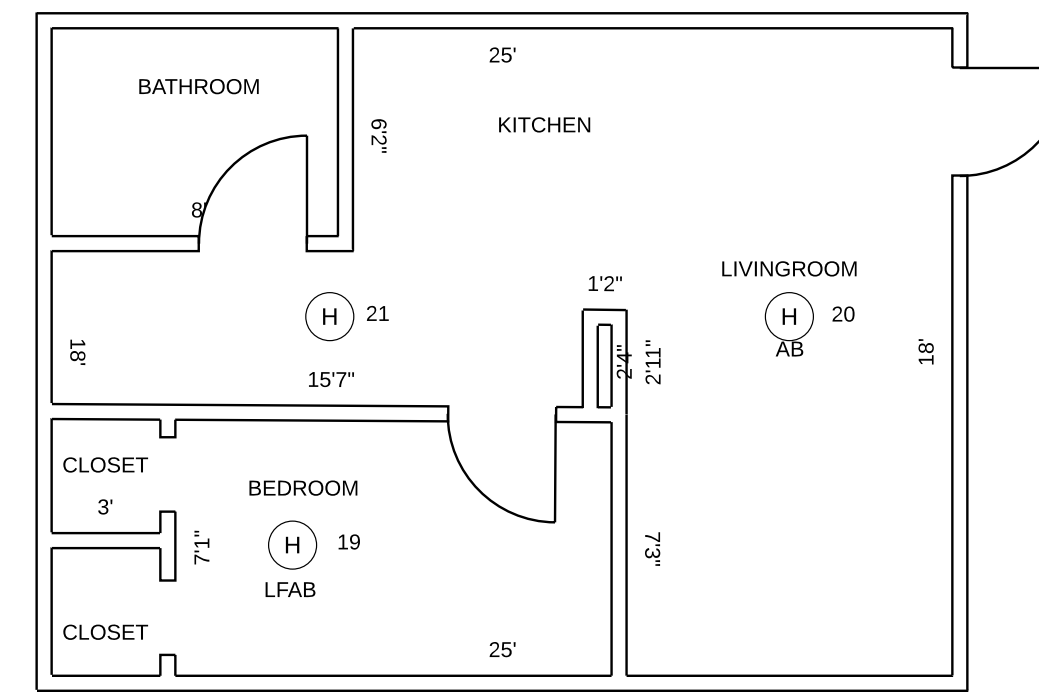 25'
BATHROOM
KITCHEN
6'2"
8'
LIVINGROOM
1'2"
H 21
H 20
AB
18'
2'4"
2'11"
18'
15'7"
CLOSET
BEDROOM
3'
H 19
7'1"
7'3"
LFAB
CLOSET
25'